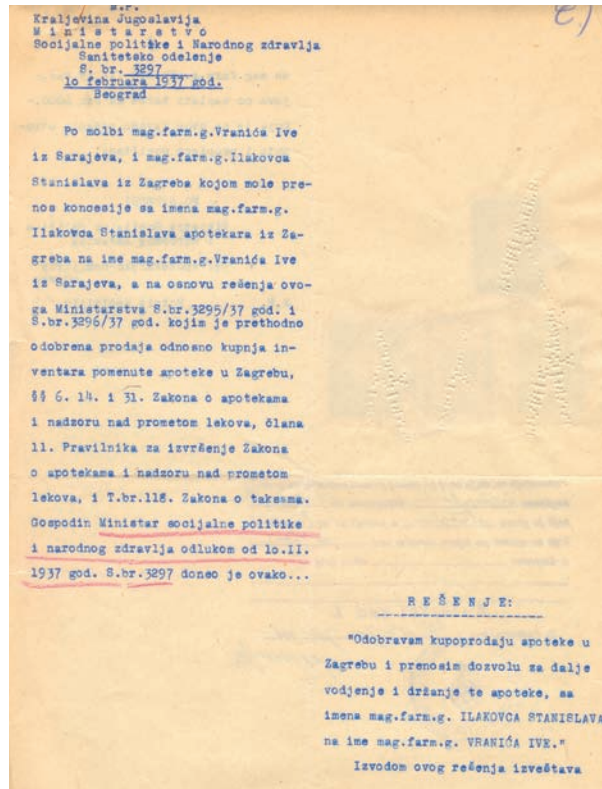 Kraljevina Jugoslavija
M i n i s t a r s t v o
Socijalne politike i Narodnog zdravlja
Sanitetsko odelenje
S. br. 3297
lo februara 1937 god.
Beograd
Po molbi mag.farm.g.Vranića Ive
iz Sarajeva, i mag.farm.g.Ilakovca
Stanislava iz Zagreba kojom mole pre-
nos koncesije sa imena mag.farm.g.
Ilakovca Stanislava apotekara iz Za-
greba na ime mag.farm.g.Vranića Ive
iz Sarajeva, a na osnovu rešenja ovo-
ga Ministarstva S.br.3295/37 god. i
S.br.3296/37 god. kojim je prethodno
odobrena prodaja odnosno kupnja in-
ventara pomenute apoteke u Zagrebu,
§§ 6. 14. i 31. Zakona o apotekama
i nadzoru nad prometom lekova, člana
11. Pravilnika za izvršenje Zakona
o apotekama i nadzoru nad prometom
lekova, i T.br.118. Zakona o taksama.
Gospodin Ministar socijalne politike
i narodnog zdravlja odlukom od lo.II.
1937 god. S.br.3297 doneo je ovako...
R E Š E N J E:
"Odobravam kupoprodaju apoteke u
Zagrebu i prenosim dozvolu za dalje
vodjenje i držanje te apoteke, sa
imena mag.farm.g. ILAKOVCA STANISLAVA
na ime mag.farm.g. VRANIĆA IVE."
Izvodom ovog rešenja izveštava